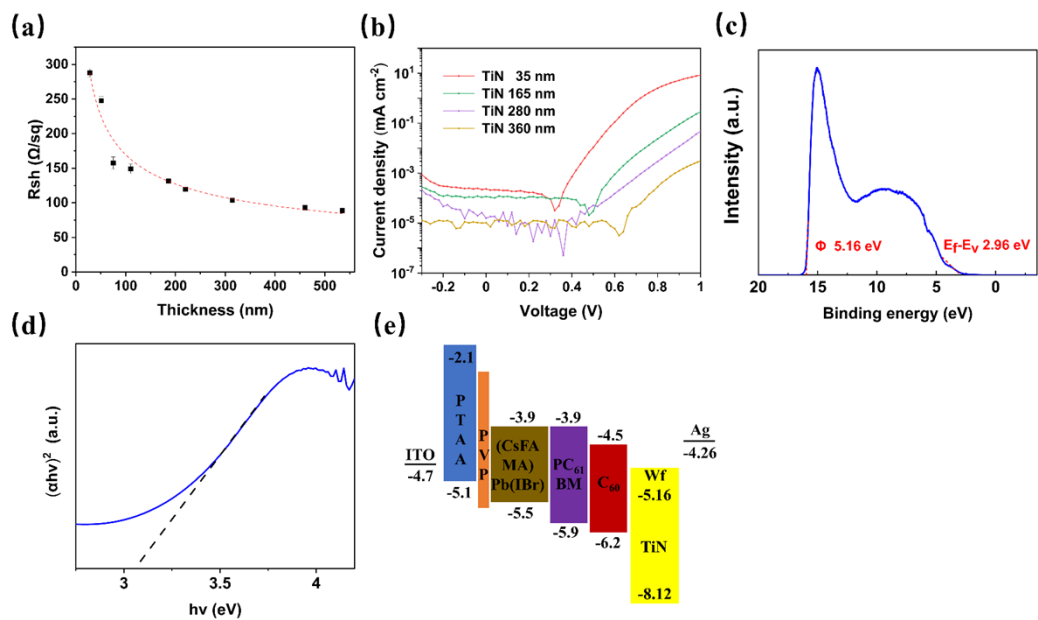 (a)
300
250
200
150
100
50
0
Rsh (Ω/sq)
0 100 200 300 400 500
Thickness (nm)
(b)
10¹
10⁻¹
10⁻³
10⁻⁵
10⁻⁷
Current density (mA cm⁻²)
TiN 35 nm
TiN 165 nm
TiN 280 nm
TiN 360 nm
-0.2 0 0.2 0.4 0.6 0.8 1
Voltage (V)
(c)
Intensity (a.u.)
Φ 5.16 eV
Ef-Ev 2.96 eV
20 15 10 5 0
Binding energy (eV)
(d)
(αhν)² (a.u.)
3 3.5 4
hν (eV)
(e)
ITO
-4.7
-2.1
PTAA
-5.1
PVP
-3.9
(CsFA
MA)
Pb(IBr)
-5.5
-3.9
PC₆₁
BM
-5.9
-4.5
C₆₀
-6.2
Wf
-5.16
TiN
-8.12
Ag
-4.26